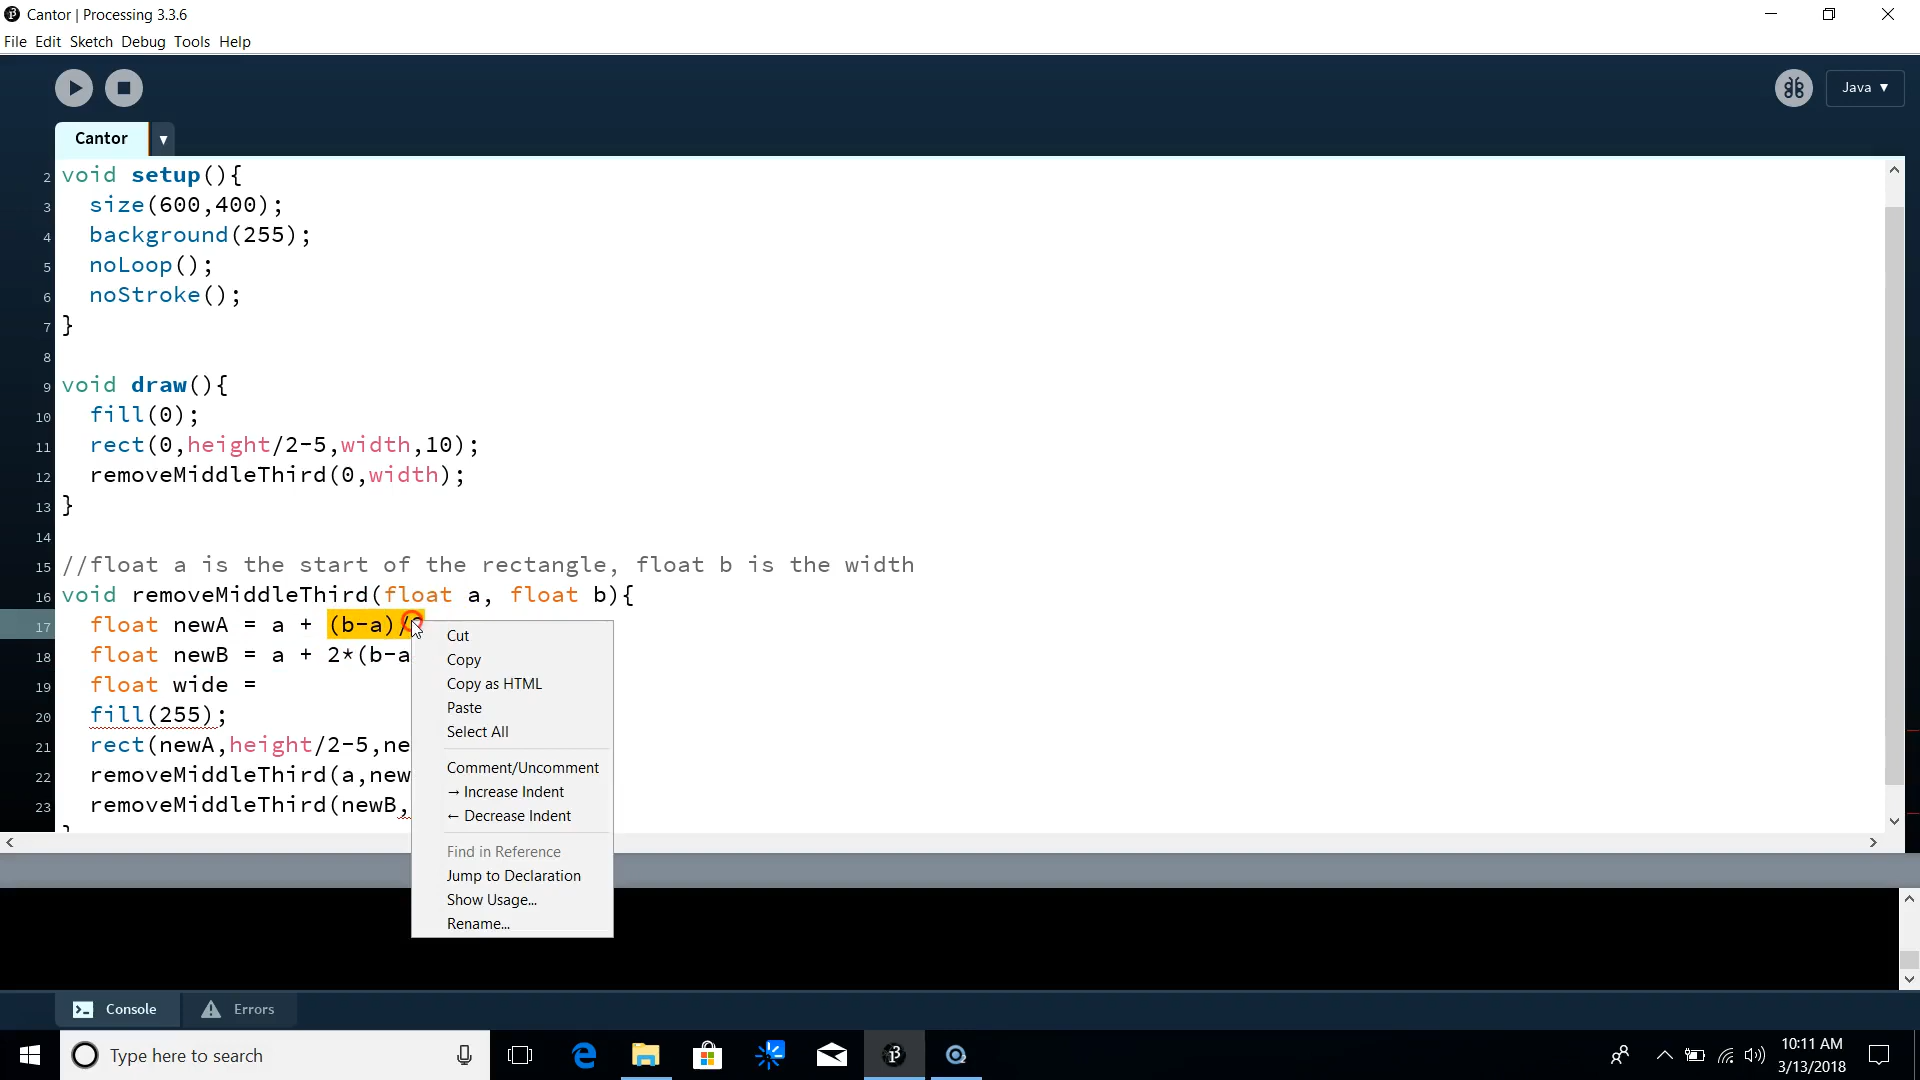 Cantor | Processing 3.3.6
File Edit Sketch Debug Tools Help
Java ▼
Cantor ▼
2 void setup(){
3 size(600,400);
4 background(255);
5 noLoop();
6 noStroke();
7 }
8
9 void draw(){
10 fill(0);
11 rect(0,height/2-5,width,10);
12 removeMiddleThird(0,width);
13 }
14
15 //float a is the start of the rectangle, float b is the width
16 void removeMiddleThird(float a, float b){
17 float newA = a + (b-a)/
18 float newB = a + 2*(b-a
19 float wide =
20 fill(255);
21 rect(newA,height/2-5,ne
22 removeMiddleThird(a,new
23 removeMiddleThird(newB,
}
Cut
Copy
Copy as HTML
Paste
Select All
Comment/Uncomment
→ Increase Indent
← Decrease Indent
Find in Reference
Jump to Declaration
Show Usage...
Rename...
Console Errors
Type here to search
10:11 AM
3/13/2018